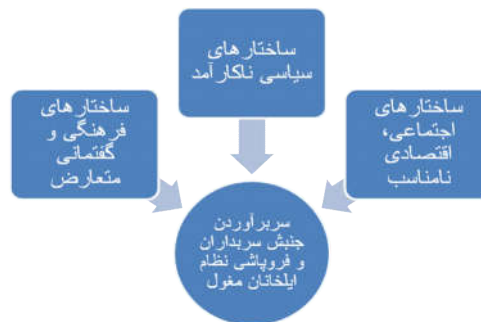 ساختارهای
سیاسی ناکارآمد
ساختارهای
اجتماعی،
اقتصادی
نامناسب
ساختارهای
فرهنگی و
گفتمانی
متعارض
سربرآوردن
جنبش سربداران
و فروپاشی نظام
ایلخانان مغول